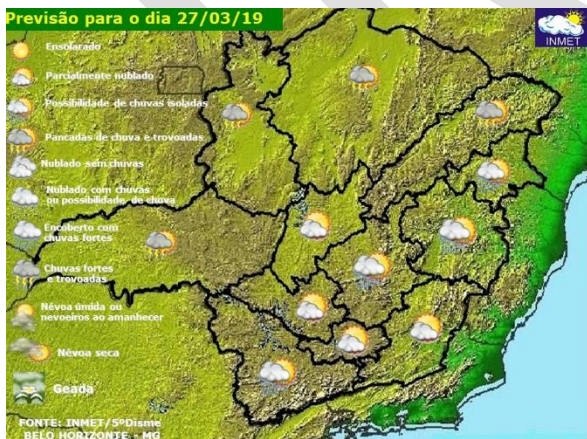 Previsão para o dia 27/03/19
INMET
Ensolarado
Parcialmente nublado
Possibilidade de chuvas isoladas
Pancadas de chuva e trovoadas
Nublado sem chuvas
Nublado com chuvas
ou possibilidade de chuva
Encoberto com
chuvas fortes
Chuvas fortes
e trovoadas
Névoa úmida ou
nevoeiros ao amanhecer
Névoa seca
Geada
FONTE: INMET/5ºDisme
BELO HORIZONTE - MG